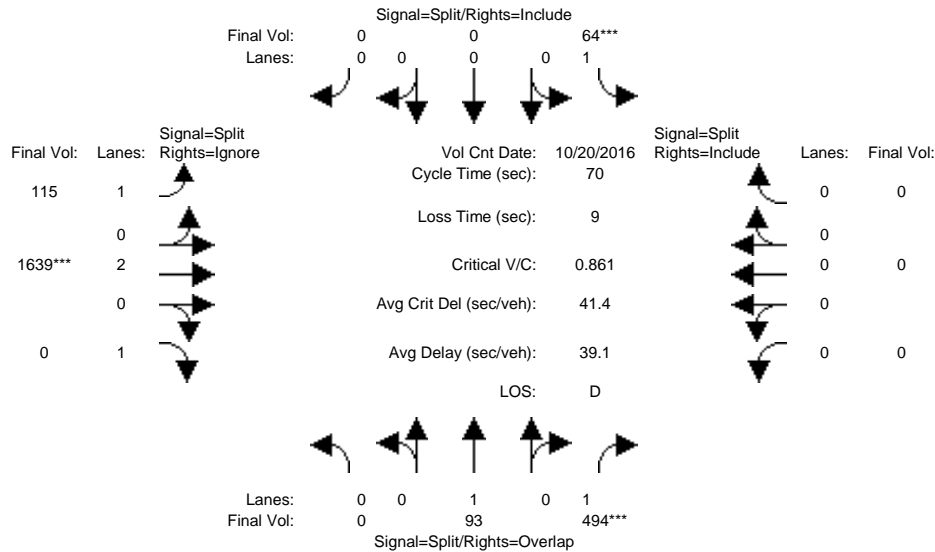 Signal=Split/Rights=Include
Final Vol: 0 0 64***
Lanes: 0 0 0 0 1
Signal=Split Signal=Split
Final Vol: Lanes: Rights=Ignore Vol Cnt Date: 10/20/2016 Rights=Include Lanes: Final Vol:
Cycle Time (sec): 70
115 1 0 0
Loss Time (sec): 9
0 0
1639*** 2 Critical V/C: 0.861 0 0
0 Avg Crit Del (sec/veh): 41.4 0
0 1 Avg Delay (sec/veh): 39.1 0 0
LOS: D
Lanes: 0 0 1 0 1
Final Vol: 0 93 494***
Signal=Split/Rights=Overlap